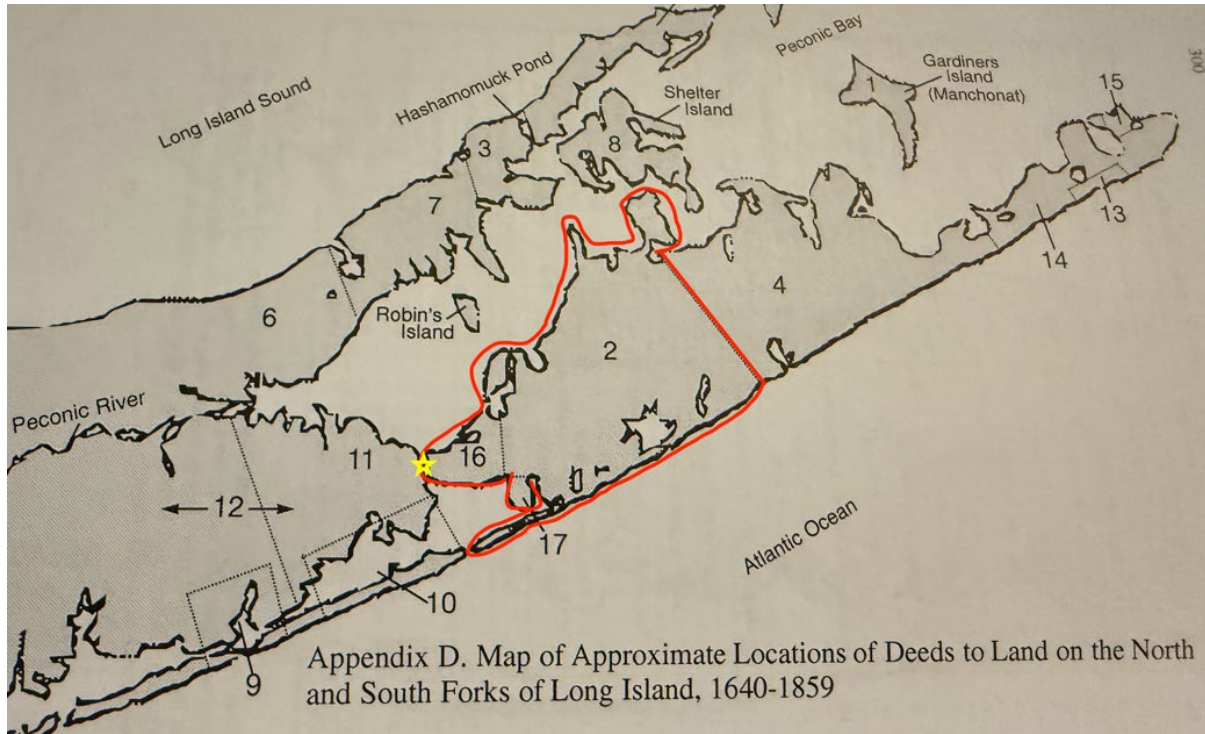 300
Peconic Bay
Gardiners
Island
(Manchonat)
1
15
Long Island Sound
Hashamomuck Pond
Shelter
Island
3
8
7
13
14
4
6
Robin's
Island
2
Peconic River
11
16
12
17
Atlantic Ocean
10
9
Appendix D. Map of Approximate Locations of Deeds to Land on the North
and South Forks of Long Island, 1640-1859